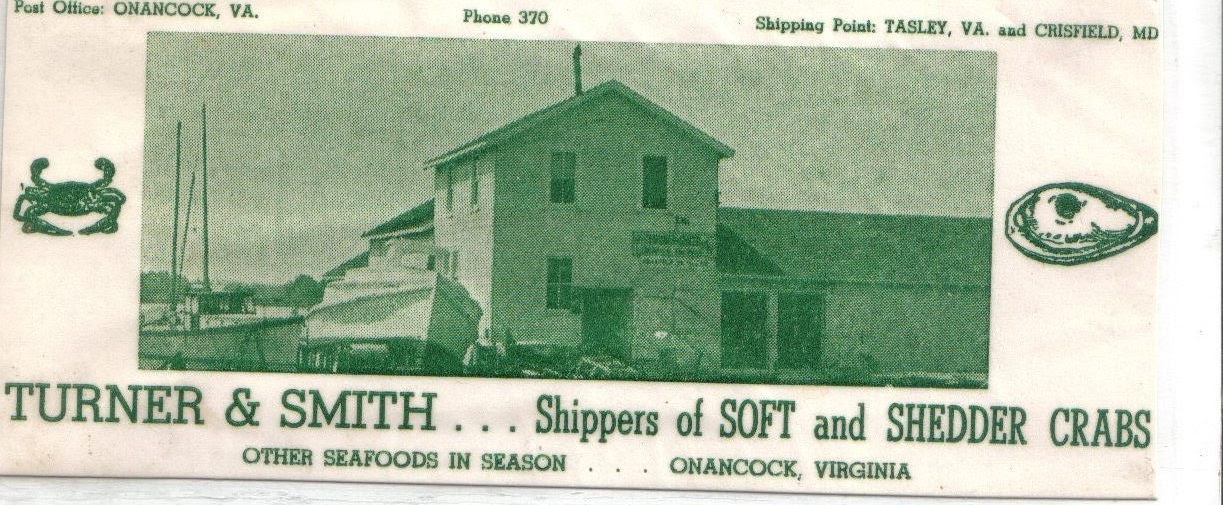 Post Office: ONANCOCK, VA.
Phone 370
Shipping Point: TASLEY, VA. and CRISFIELD, MD
TURNER & SMITH . . . Shippers of SOFT and SHEDDER CRABS
OTHER SEAFOODS IN SEASON . . . ONANCOCK, VIRGINIA